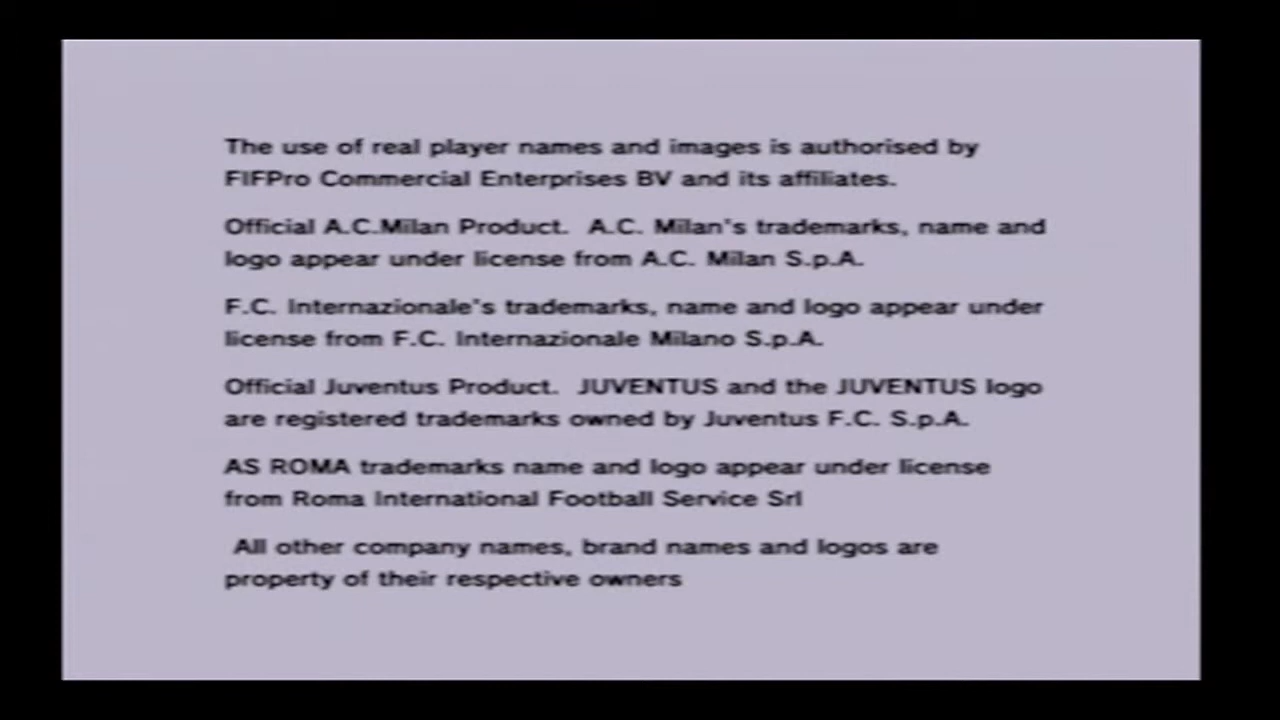 The use of real player names and images is authorised by
FIFPro Commercial Enterprises BV and its affiliates.
Official A.C.Milan Product.  A.C. Milan's trademarks, name and
logo appear under license from A.C. Milan S.p.A.
F.C. Internazionale's trademarks, name and logo appear under
license from F.C. Internazionale Milano S.p.A.
Official Juventus Product.  JUVENTUS and the JUVENTUS logo
are registered trademarks owned by Juventus F.C. S.p.A.
AS ROMA trademarks name and logo appear under license
from Roma International Football Service Srl
All other company names, brand names and logos are
property of their respective owners